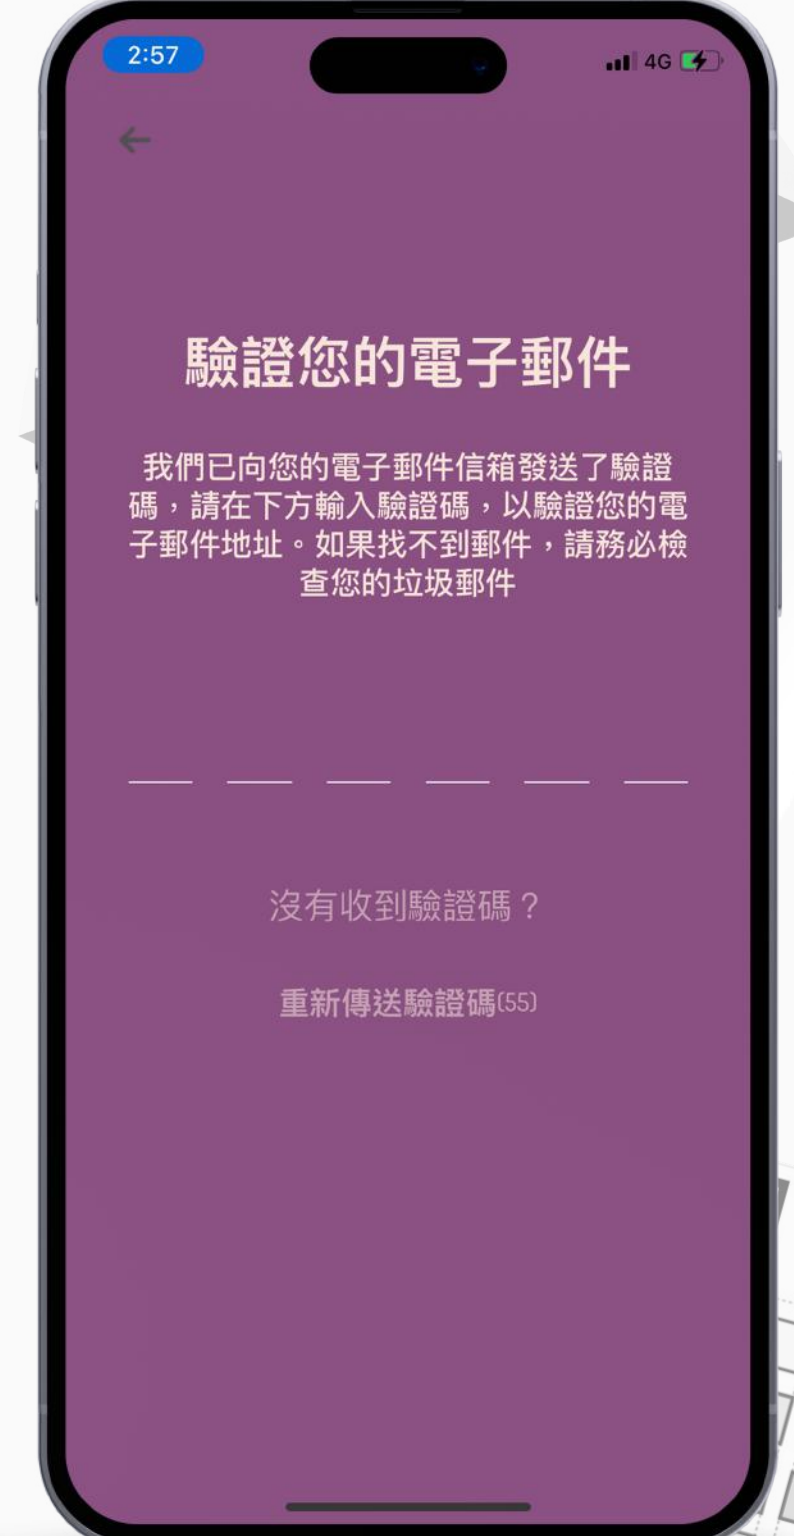 2:57
4G
驗證您的電子郵件
我們已向您的電子郵件信箱發送了驗證
碼，請在下方輸入驗證碼，以驗證您的電
子郵件地址。如果找不到郵件，請務必檢
查您的垃圾郵件
沒有收到驗證碼？
重新傳送驗證碼(55)